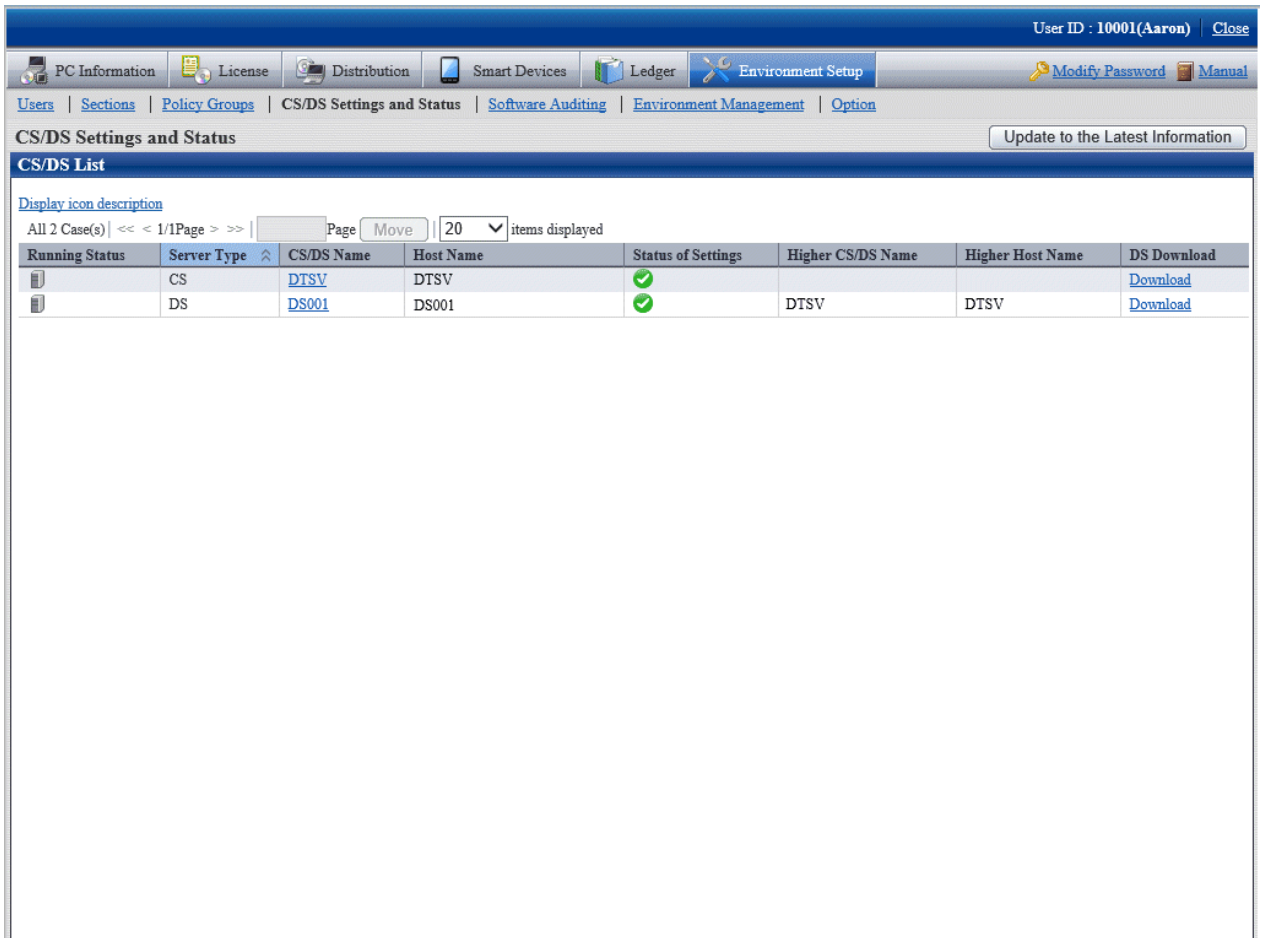 User ID : 10001(Aaron) Close
PC Information License Distribution Smart Devices Ledger Environment Setup Modify Password Manual
Users | Sections | Policy Groups | CS/DS Settings and Status | Software Auditing | Environment Management | Option
CS/DS Settings and Status Update to the Latest Information
CS/DS List
Display icon description
All 2 Case(s) | << < 1/1Page > >> | Page Move | 20 items displayed
Running Status Server Type CS/DS Name Host Name Status of Settings Higher CS/DS Name Higher Host Name DS Download
CS DTSV DTSV Download
DS DS001 DS001 DTSV DTSV Download